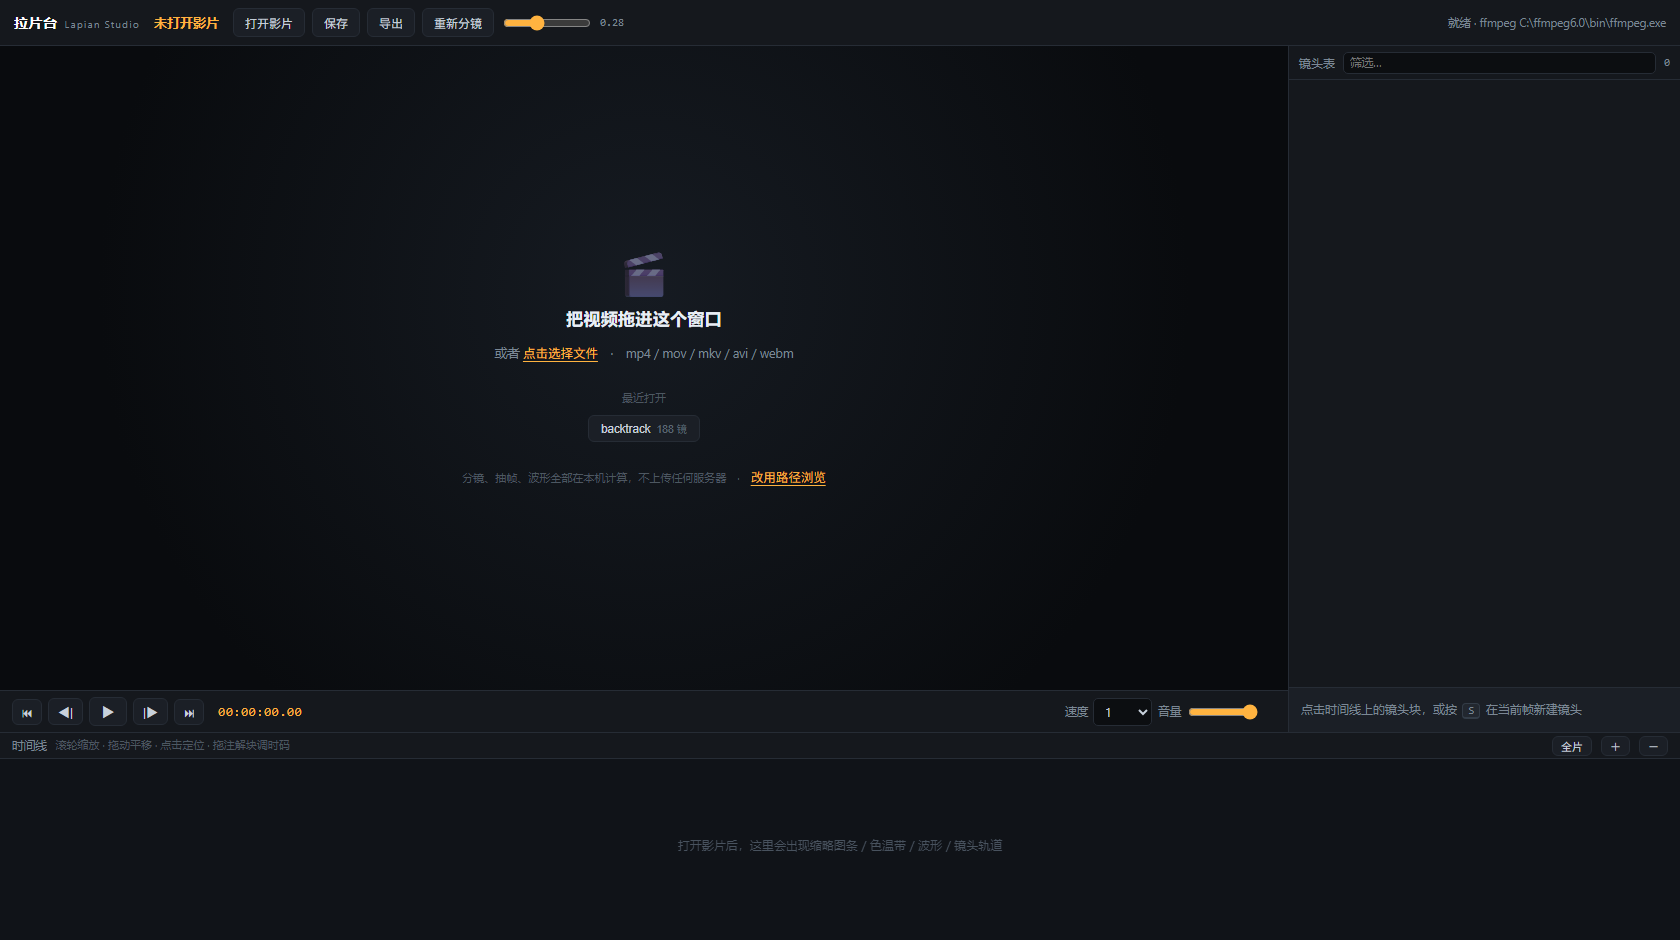 拉片台 Lapian Studio 未打开影片 打开影片 保存 导出 重新分镜 0.28 就绪 · ffmpeg C:\ffmpeg6.0\bin\ffmpeg.exe
镜头表 筛选... 0
把视频拖进这个窗口
或者 点击选择文件 · mp4 / mov / mkv / avi / webm
最近打开
backtrack 188 镜
分镜、抽帧、波形全部在本机计算，不上传任何服务器 · 改用路径浏览
00:00:00.00 速度 1 音量
点击时间线上的镜头块，或按 S 在当前帧新建镜头
时间线 滚轮缩放 · 拖动平移 · 点击定位 · 拖注解块调时码 全片 + −
打开影片后，这里会出现缩略图条 / 色温带 / 波形 / 镜头轨道